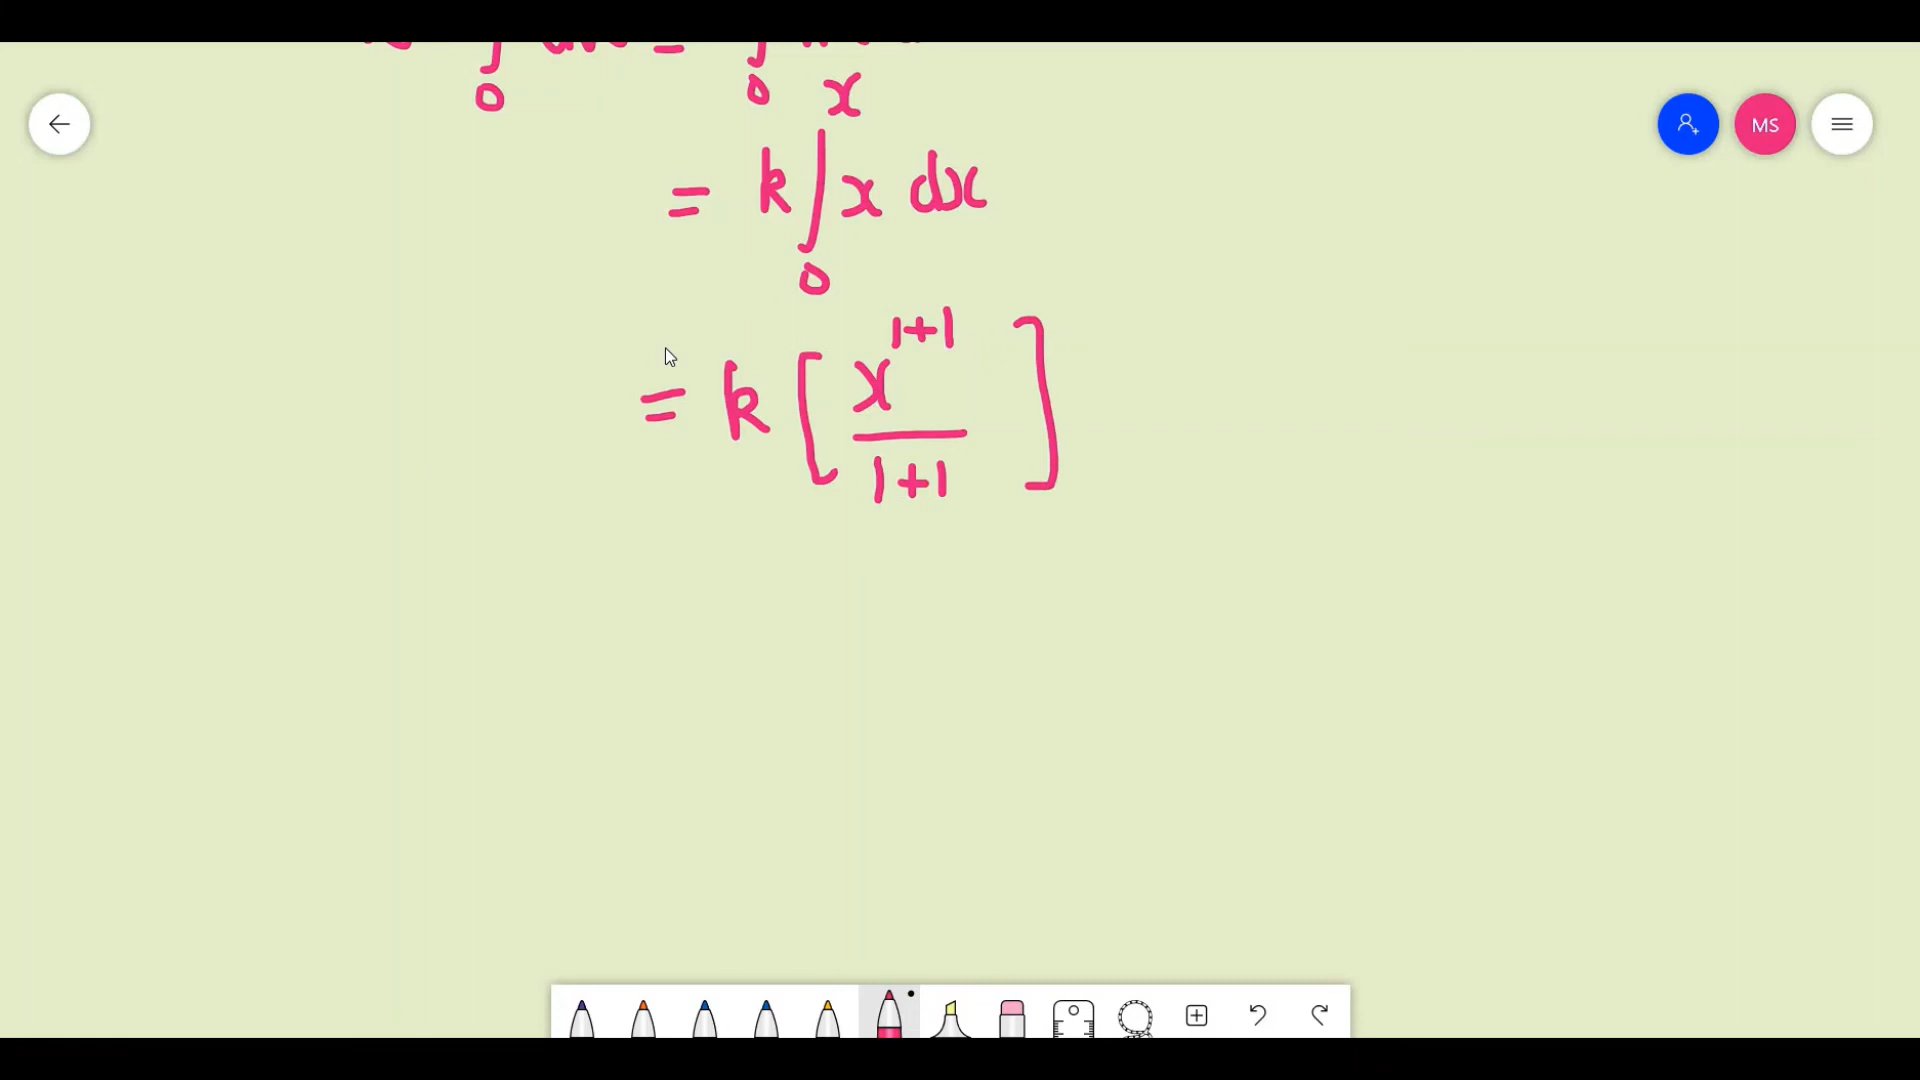 0 0 x
= k ∫ x dx
0
= k [ x^{1+1} / 1+1 ]
MS